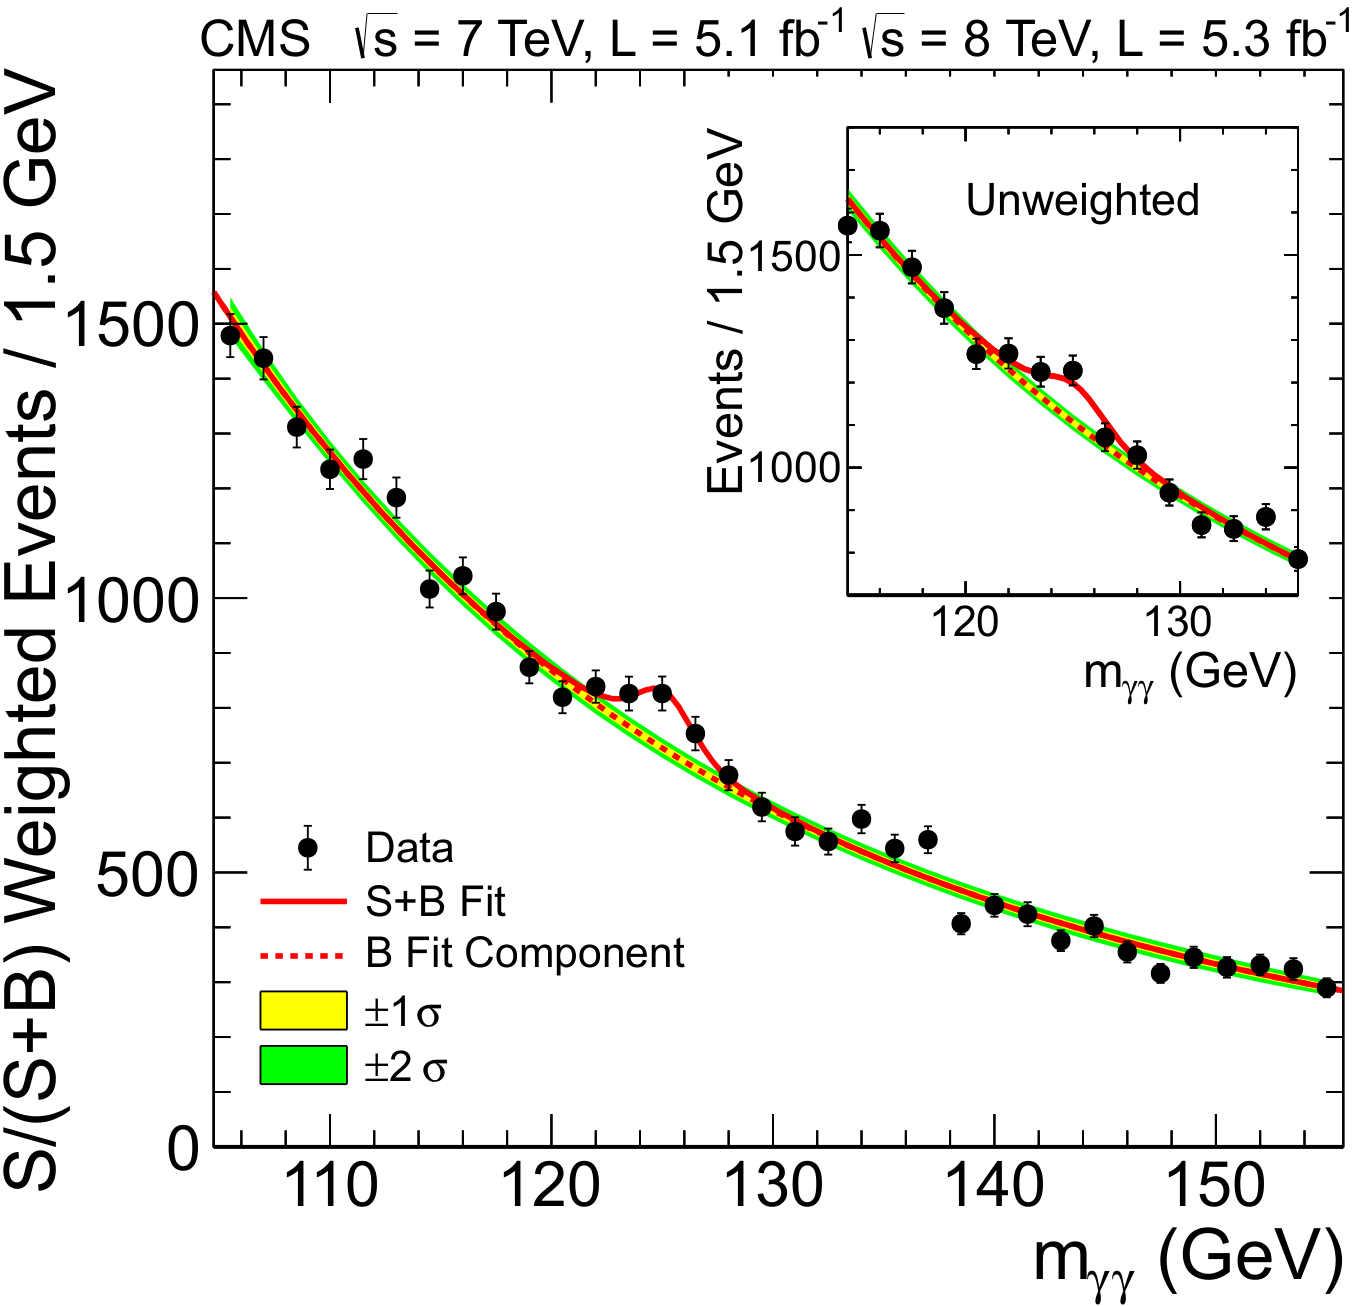 CMS √s = 7 TeV, L = 5.1 fb⁻¹ √s = 8 TeV, L = 5.3 fb⁻¹
S/(S+B) Weighted Events / 1.5 GeV
1500
1000
500
0
110 120 130 140 150
mγγ (GeV)
Data
S+B Fit
B Fit Component
±1 σ
±2 σ
Unweighted
Events / 1.5 GeV
1500
1000
120 130
mγγ (GeV)